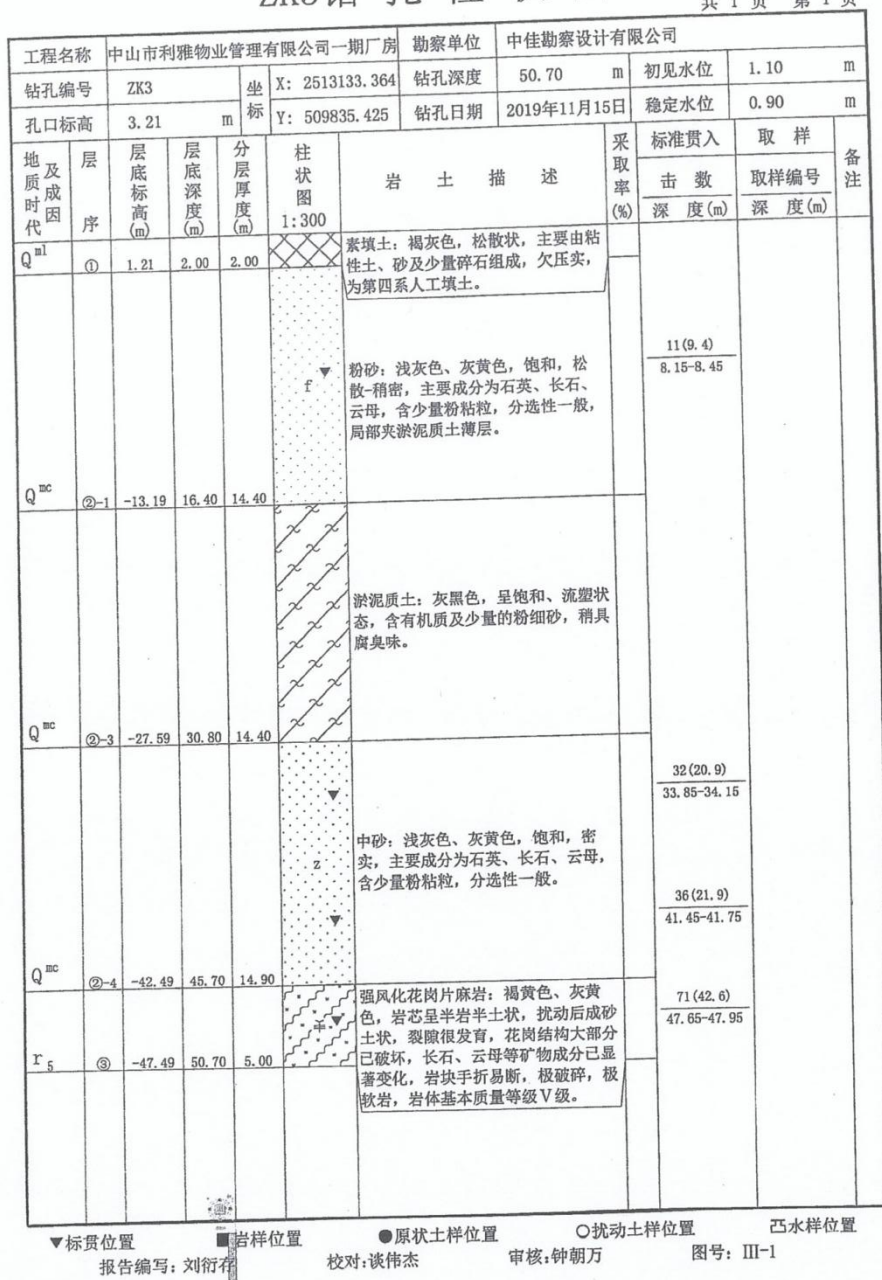 ZK3 钻 孔
共 1 页 第 1 页
工程名称 中山市利雅物业管理有限公司一期厂房 勘察单位 中佳勘察设计有限公司
钻孔编号 ZK3 坐标 X: 2513133.364 钻孔深度 50.70 m 初见水位 1.10 m
孔口标高 3.21 m Y: 509835.425 钻孔日期 2019年11月15日 稳定水位 0.90 m
地质时代及成因 层序 层底标高(m) 层底深度(m) 分层厚度(m) 柱状图 1:300 岩 土 描 述 采取率(%) 标准贯入 击 数 深 度(m) 取 样 取样编号 深 度(m) 备注
Q ml ① 1.21 2.00 2.00
素填土：褐灰色，松散状，主要由粘
性土、砂及少量碎石组成，欠压实，
为第四系人工填土。
f
粉砂：浅灰色、灰黄色，饱和，松
散-稍密，主要成分为石英、长石、
云母，含少量粉粘粒，分选性一般，
局部夹淤泥质土薄层。
11(9.4)
8.15-8.45
Q mc ②-1 -13.19 16.40 14.40
淤泥质土：灰黑色，呈饱和、流塑状
态，含有机质及少量的粉细砂，稍具
腐臭味。
Q mc ②-3 -27.59 30.80 14.40
32(20.9)
33.85-34.15
z
中砂：浅灰色、灰黄色，饱和，密
实，主要成分为石英、长石、云母，
含少量粉粘粒，分选性一般。
36(21.9)
41.45-41.75
Q mc ②-4 -42.49 45.70 14.90
强风化花岗片麻岩：褐黄色、灰黄
色，岩芯呈半岩半土状，扰动后成砂
土状，裂隙很发育，花岗结构大部分
已破坏，长石、云母等矿物成分已显
著变化，岩块手折易断，极破碎，极
软岩，岩体基本质量等级Ⅴ级。
71(42.6)
47.65-47.95
r 5 ③ -47.49 50.70 5.00
▼标贯位置 ■岩样位置 ●原状土样位置 ○扰动土样位置 凸水样位置
报告编写：刘衍存 校对：谈伟杰 审核：钟朝万 图号：III-1